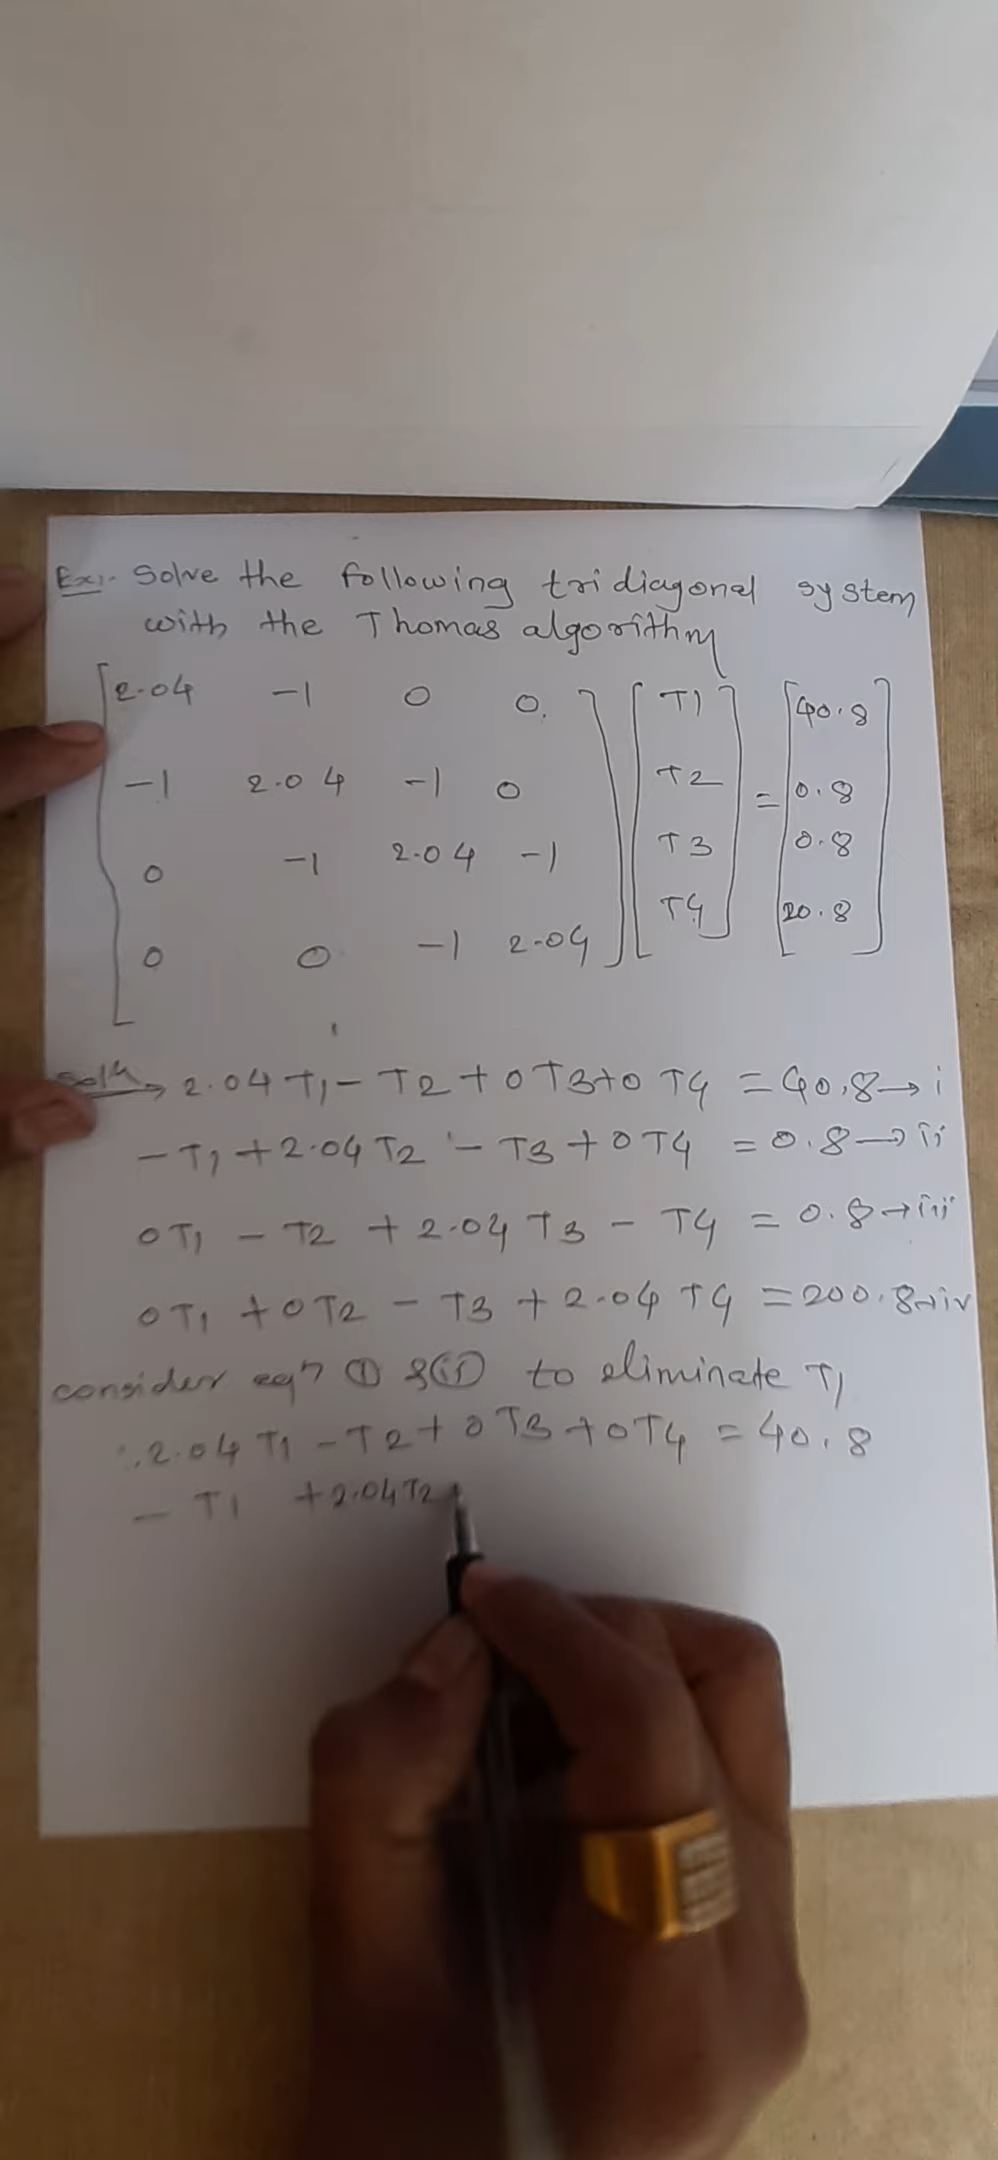 Ex:- Solve the following tridiagonal system
with the Thomas algorithm
2.04 -1 0 0 T1 40.8
-1 2.04 -1 0 T2 = 0.8
0 -1 2.04 -1 T3 0.8
0 0 -1 2.04 T4 20.8
Soln → 2.04 T1 - T2 + 0 T3 + 0 T4 = 40.8 → i
- T1 + 2.04 T2 - T3 + 0 T4 = 0.8 → ii
0 T1 - T2 + 2.04 T3 - T4 = 0.8 → iii
0 T1 + 0 T2 - T3 + 2.04 T4 = 200.8 → iv
consider eqn ① & ⑪ to eliminate T1
∴ 2.04 T1 - T2 + 0 T3 + 0 T4 = 40.8
- T1 + 2.04 T2